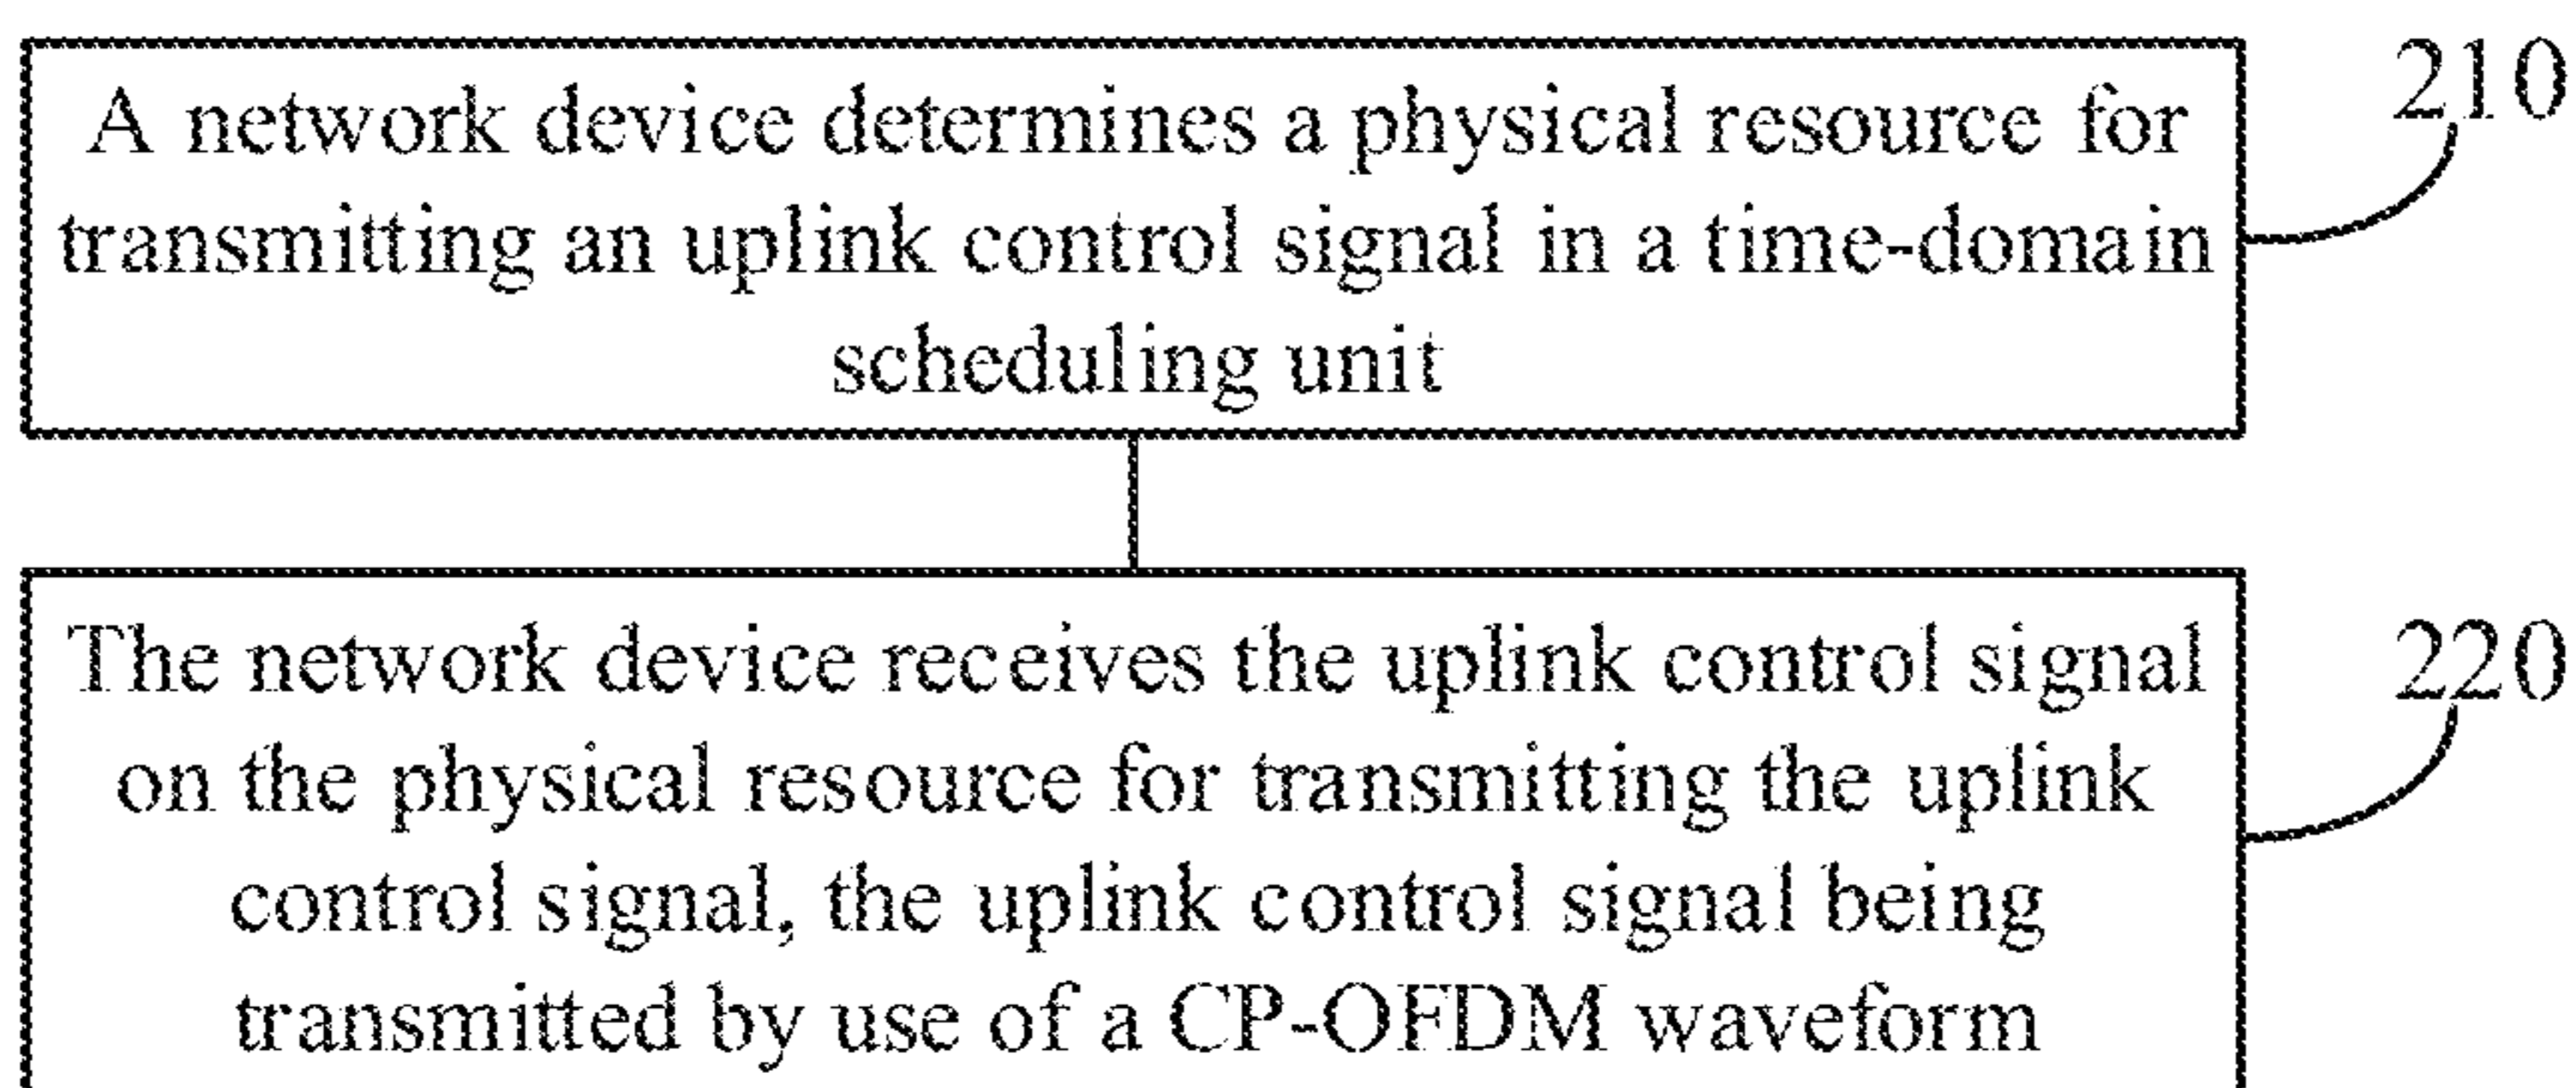 A network device determines a physical resource for
transmitting an uplink control signal in a time-domain
scheduling unit
210
The network device receives the uplink control signal
on the physical resource for transmitting the uplink
control signal, the uplink control signal being
transmitted by use of a CP-OFDM waveform
220